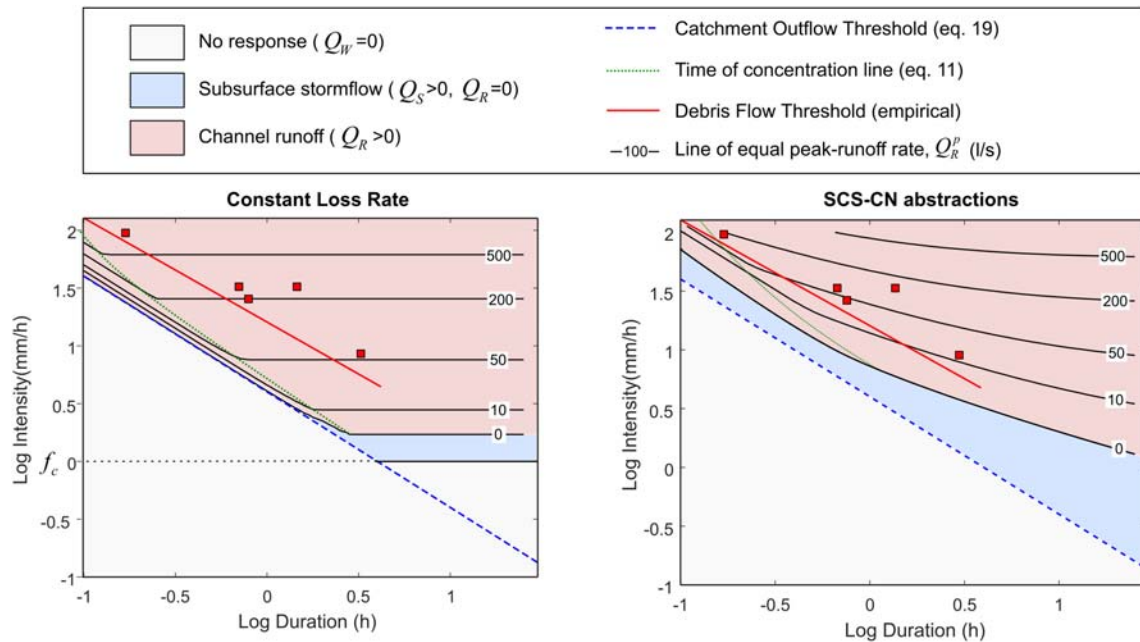 No response ( Q_W =0)
Subsurface stormflow ( Q_S >0, Q_R =0)
Channel runoff ( Q_R >0)
Catchment Outflow Threshold (eq. 19)
Time of concentration line (eq. 11)
Debris Flow Threshold (empirical)
–100– Line of equal peak-runoff rate, Q_R^p (l/s)
Constant Loss Rate
2
1.5
1
0.5
0
-0.5
-1
Log Intensity(mm/h)
f_c
500
200
50
10
0
-1 -0.5 0 0.5 1
Log Duration (h)
SCS-CN abstractions
2
1.5
1
0.5
0
-0.5
-1
Log Intensity(mm/h)
500
200
50
10
0
-1 -0.5 0 0.5 1
Log Duration (h)